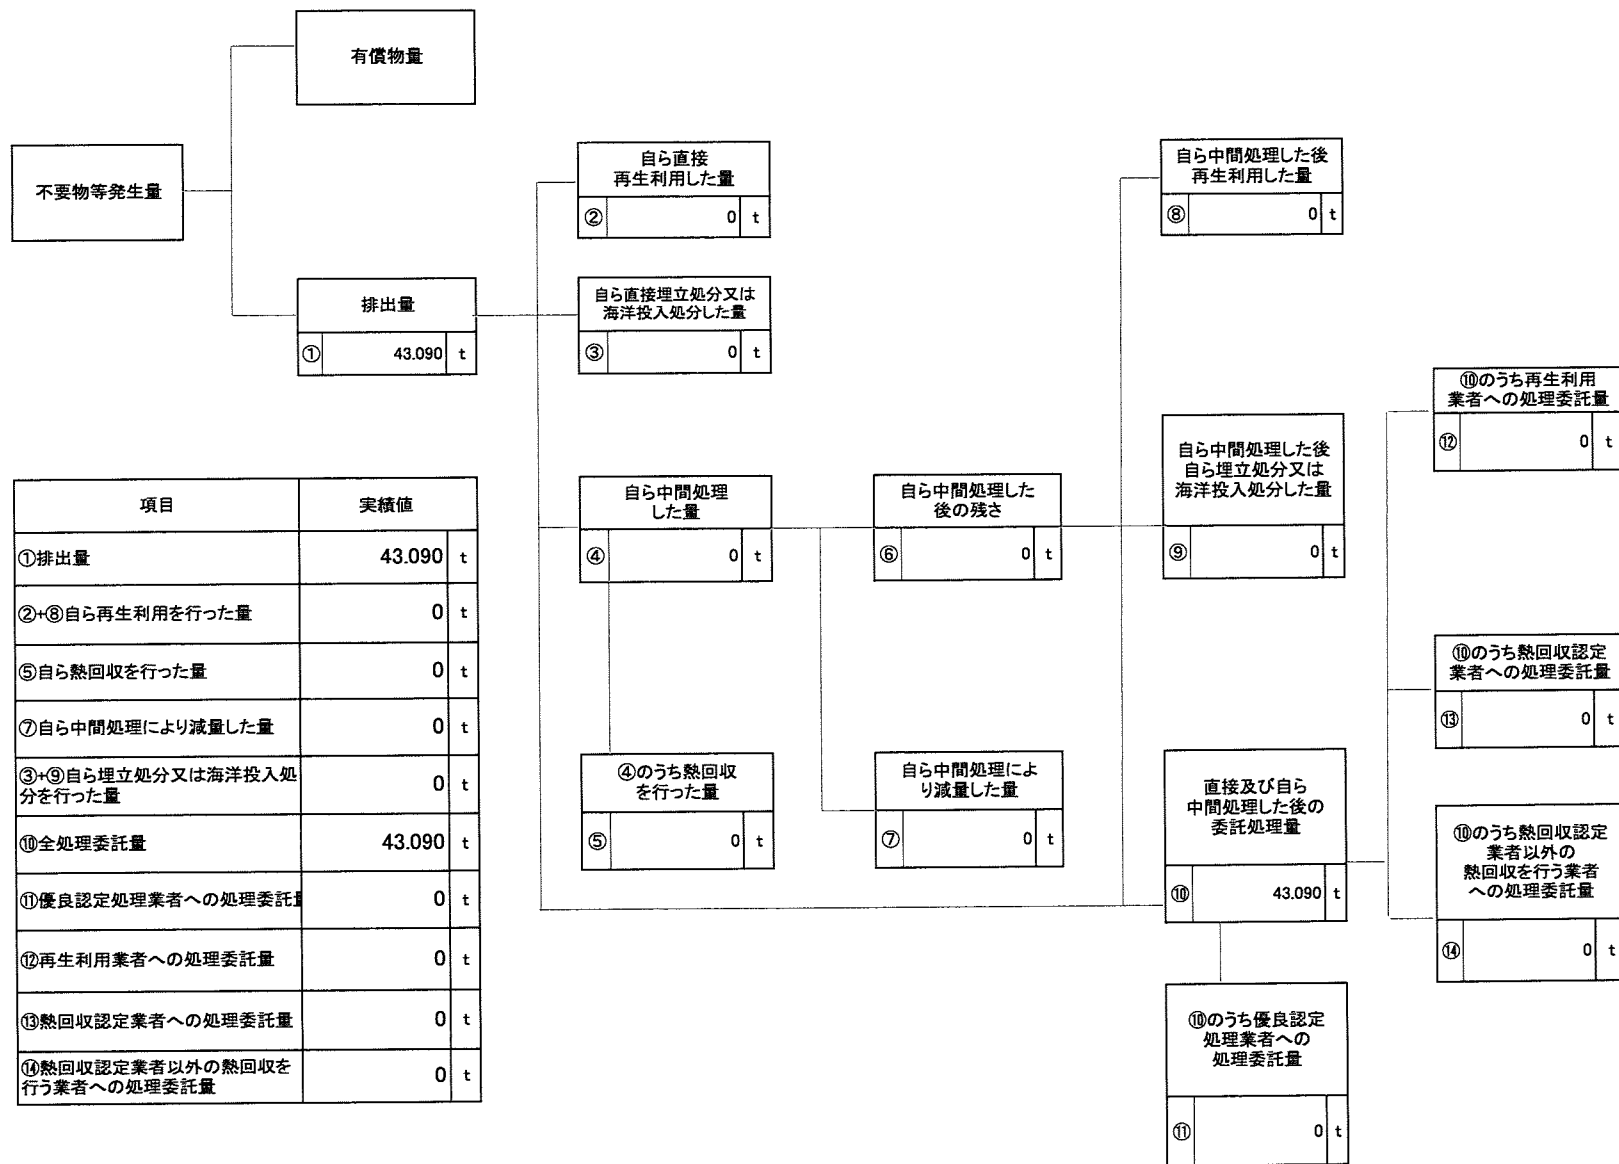 有償物量
不要物等発生量
排出量
① 43.090 t
自ら直接
再生利用した量
② 0 t
自ら直接埋立処分又は
海洋投入処分した量
③ 0 t
自ら中間処理
した量
④ 0 t
④のうち熱回収
を行った量
⑤ 0 t
自ら中間処理した
後の残さ
⑥ 0 t
自ら中間処理によ
り減量した量
⑦ 0 t
自ら中間処理した後
再生利用した量
⑧ 0 t
自ら中間処理した後
自ら埋立処分又は
海洋投入処分した量
⑨ 0 t
直接及び自ら
中間処理した後の
委託処理量
⑩ 43.090 t
⑩のうち優良認定
処理業者への
処理委託量
⑪ 0 t
⑩のうち再生利用
業者への処理委託量
⑫ 0 t
⑩のうち熱回収認定
業者への処理委託量
⑬ 0 t
⑩のうち熱回収認定
業者以外の
熱回収を行う業者
への処理委託量
⑭ 0 t
項目 実績値
①排出量 43.090 t
②+⑧自ら再生利用を行った量 0 t
⑤自ら熱回収を行った量 0 t
⑦自ら中間処理により減量した量 0 t
③+⑨自ら埋立処分又は海洋投入処
分を行った量 0 t
⑩全処理委託量 43.090 t
⑪優良認定処理業者への処理委託量 0 t
⑫再生利用業者への処理委託量 0 t
⑬熱回収認定業者への処理委託量 0 t
⑭熱回収認定業者以外の熱回収を
行う業者への処理委託量 0 t